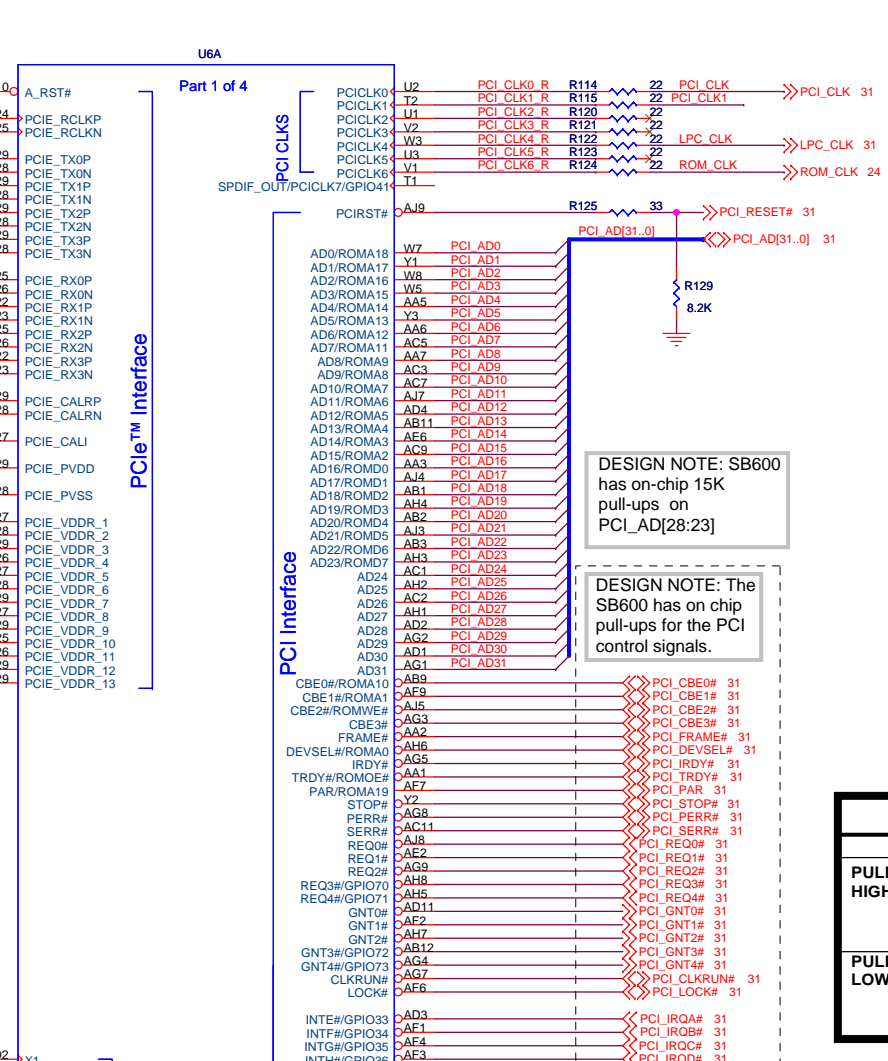 U6A
Part 1 of 4
A_RST#
PCIE_RCLKP
PCIE_RCLKN
PCIE_TX0P
PCIE_TX0N
PCIE_TX1P
PCIE_TX1N
PCIE_TX2P
PCIE_TX2N
PCIE_TX3P
PCIE_TX3N
PCIE_RX0P
PCIE_RX0N
PCIE_RX1P
PCIE_RX1N
PCIE_RX2P
PCIE_RX2N
PCIE_RX3P
PCIE_RX3N
PCIE_CALRP
PCIE_CALRN
PCIE_CALI
PCIE_PVDD
PCIE_PVSS
PCIE_VDDR_1
PCIE_VDDR_2
PCIE_VDDR_3
PCIE_VDDR_4
PCIE_VDDR_5
PCIE_VDDR_6
PCIE_VDDR_7
PCIE_VDDR_8
PCIE_VDDR_9
PCIE_VDDR_10
PCIE_VDDR_11
PCIE_VDDR_12
PCIE_VDDR_13
X1
PCIe™ Interface
PCI CLKS
PCI Interface
PCICLK0 U2 PCI_CLK0_R R114 22 PCI_CLK PCI_CLK 31
PCICLK1 T2 PCI_CLK1_R R115 22 PCI_CLK1
PCICLK2 U1 PCI_CLK2_R R120 22
PCICLK3 V2 PCI_CLK3_R R121 22
PCICLK4 W3 PCI_CLK4_R R122 22 LPC_CLK LPC_CLK 31
PCICLK5 U3 PCI_CLK5_R R123 22
PCICLK6 V1 PCI_CLK6_R R124 22 ROM_CLK ROM_CLK 24
SPDIF_OUT/PCICLK7/GPIO41 T1
PCIRST# AJ9 R125 33 PCI_RESET# 31
PCI_AD[31..0] PCI_AD[31..0] 31
R129
8.2K
AD0/ROMA18 W7 PCI_AD0
AD1/ROMA17 Y1 PCI_AD1
AD2/ROMA16 W8 PCI_AD2
AD3/ROMA15 W5 PCI_AD3
AD4/ROMA14 AA5 PCI_AD4
AD5/ROMA13 Y3 PCI_AD5
AD6/ROMA12 AA6 PCI_AD6
AD7/ROMA11 AC5 PCI_AD7
AD8/ROMA9 AA7 PCI_AD8
AD9/ROMA8 AC3 PCI_AD9
AD10/ROMA7 AC7 PCI_AD10
AD11/ROMA6 AJ7 PCI_AD11
AD12/ROMA5 AD4 PCI_AD12
AD13/ROMA4 AB11 PCI_AD13
AD14/ROMA3 AE6 PCI_AD14
AD15/ROMA2 AC9 PCI_AD15
AD16/ROMD0 AA3 PCI_AD16
AD17/ROMD1 AJ4 PCI_AD17
AD18/ROMD2 AB1 PCI_AD18
AD19/ROMD3 AH4 PCI_AD19
AD20/ROMD4 AB2 PCI_AD20
AD21/ROMD5 AJ3 PCI_AD21
AD22/ROMD6 AB3 PCI_AD22
AD23/ROMD7 AH3 PCI_AD23
AD24 AC1 PCI_AD24
AD25 AH2 PCI_AD25
AD26 AC2 PCI_AD26
AD27 AH1 PCI_AD27
AD28 AD2 PCI_AD28
AD29 AG2 PCI_AD29
AD30 AD1 PCI_AD30
AD31 AG1 PCI_AD31
DESIGN NOTE: SB600
has on-chip 15K
pull-ups on
PCI_AD[28:23]
DESIGN NOTE: The
SB600 has on chip
pull-ups for the PCI
control signals.
CBE0#/ROMA10 AB9 PCI_CBE0# 31
CBE1#/ROMA1 AF9 PCI_CBE1# 31
CBE2#/ROMWE# AJ5 PCI_CBE2# 31
CBE3# AG3 PCI_CBE3# 31
FRAME# AA2 PCI_FRAME# 31
DEVSEL#/ROMA0 AH6 PCI_DEVSEL# 31
IRDY# AG5 PCI_IRDY# 31
TRDY#/ROMOE# AA1 PCI_TRDY# 31
PAR/ROMA19 AF7 PCI_PAR 31
STOP# Y2 PCI_STOP# 31
PERR# AG8 PCI_PERR# 31
SERR# AC11 PCI_SERR# 31
REQ0# AJ8 PCI_REQ0# 31
REQ1# AE2 PCI_REQ1# 31
REQ2# AG9 PCI_REQ2# 31
REQ3#/GPIO70 AH8 PCI_REQ3# 31
REQ4#/GPIO71 AH5 PCI_REQ4# 31
GNT0# AD11 PCI_GNT0# 31
GNT1# AF2 PCI_GNT1# 31
GNT2# AH7 PCI_GNT2# 31
GNT3#/GPIO72 AB12 PCI_GNT3# 31
GNT4#/GPIO73 AG4 PCI_GNT4# 31
CLKRUN# AG7 PCI_CLKRUN# 31
LOCK# AF6 PCI_LOCK# 31
INTE#/GPIO33 AD3 PCI_IRQA# 31
INTF#/GPIO34 AF1 PCI_IRQB# 31
INTG#/GPIO35 AF4 PCI_IRQC# 31
INTH#/GPIO36 AF3 PCI_IRQD# 31
PULL
HIGH
PULL
LOW